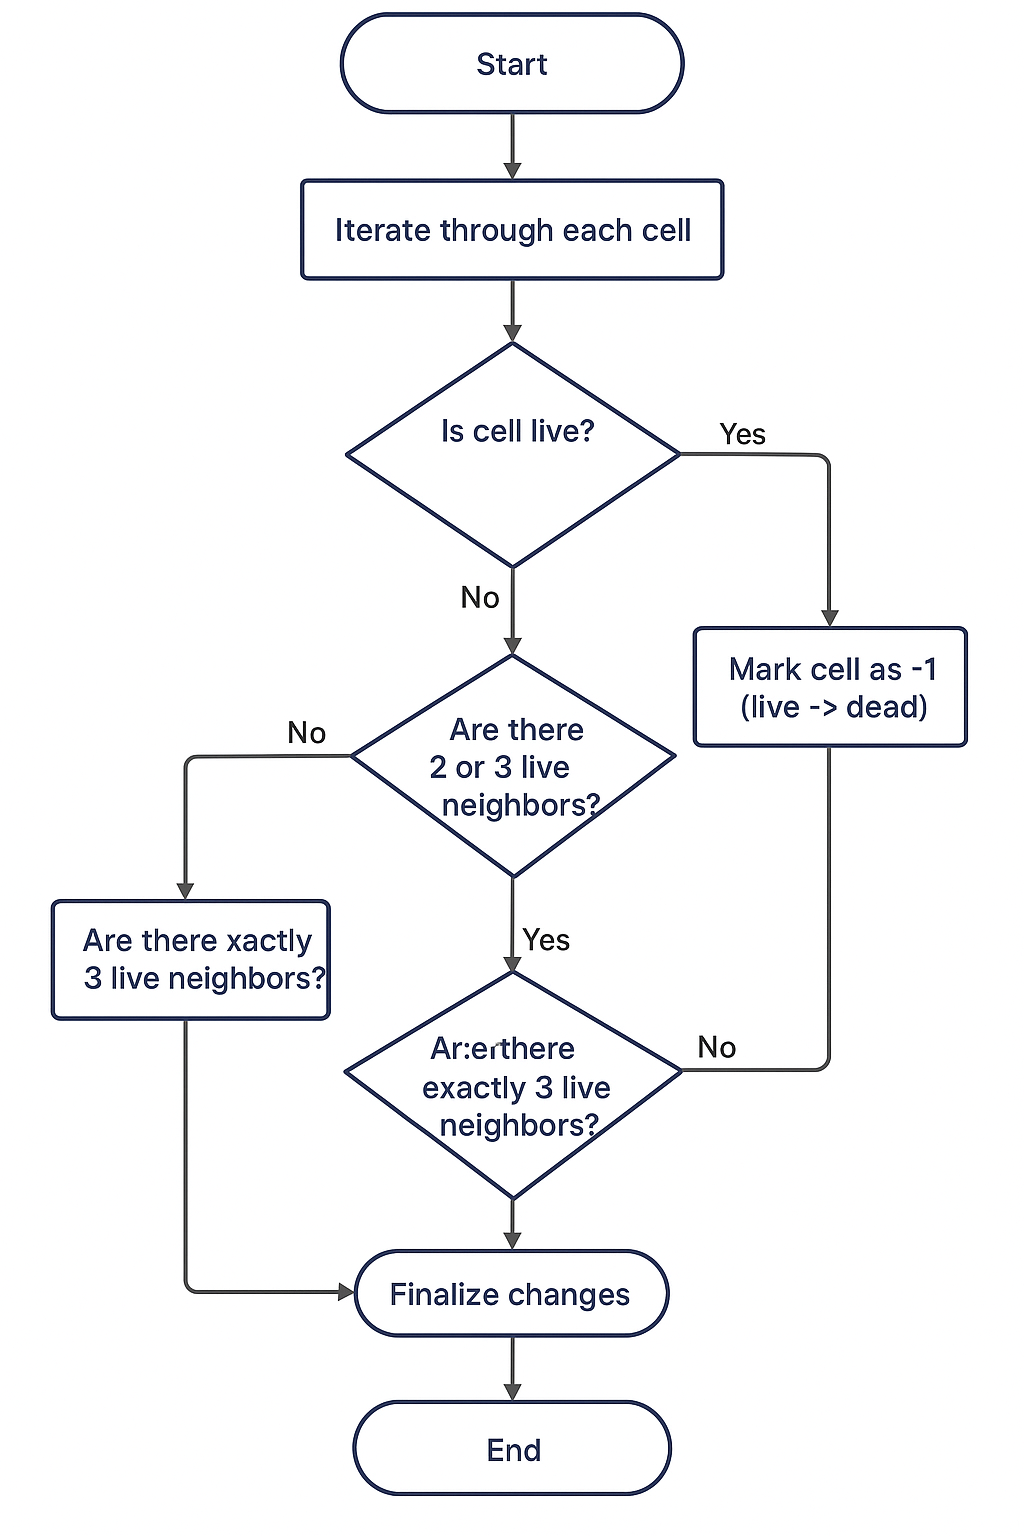 Start
Iterate through each cell
Is cell live?
Yes
No
Mark cell as -1
(live -> dead)
No
Are there
2 or 3 live
neighbors?
Are there xactly
3 live neighbors?
Yes
there
exactly 3 live
neighbors?
No
Finalize changes
End